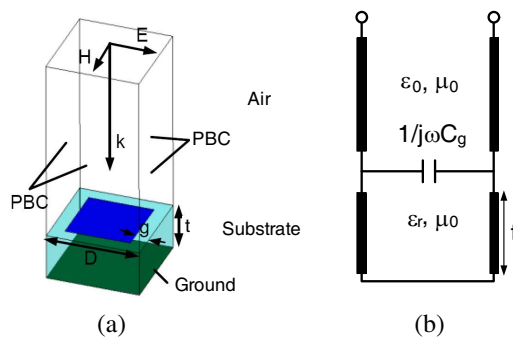 E
H
k
Air
PBC
PBC
t
Substrate
g
D
Ground
(a)
ε0, μ0
1/jωCg
εr, μ0
t
(b)